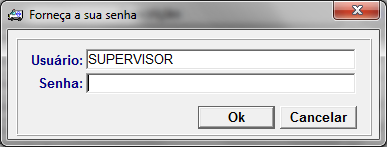 Forneça a sua senha
Usuário: SUPERVISOR
Senha:
Ok Cancelar